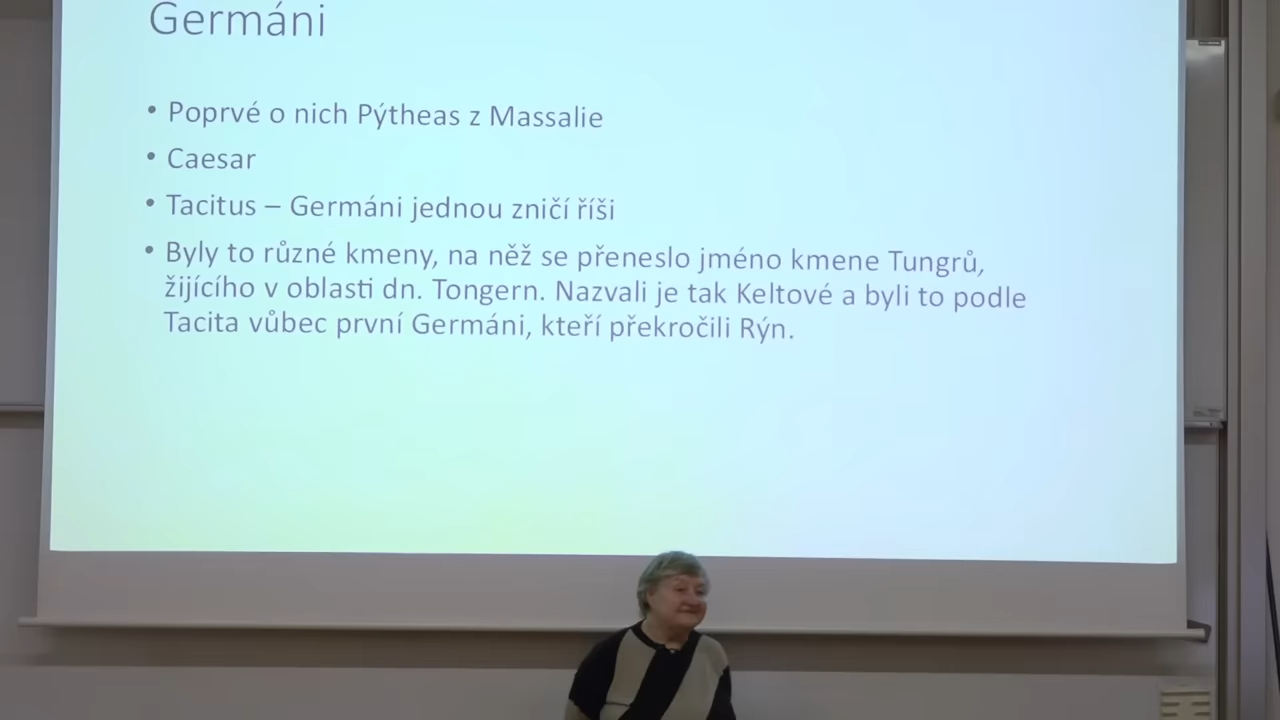 Germáni
• Poprvé o nich Pýtheas z Massalie
• Caesar
• Tacitus – Germáni jednou zničí říši
• Byly to různé kmeny, na něž se přeneslo jméno kmene Tungrů,
žijícího v oblasti dn. Tongern. Nazvali je tak Keltové a byli to podle
Tacita vůbec první Germáni, kteří překročili Rýn.